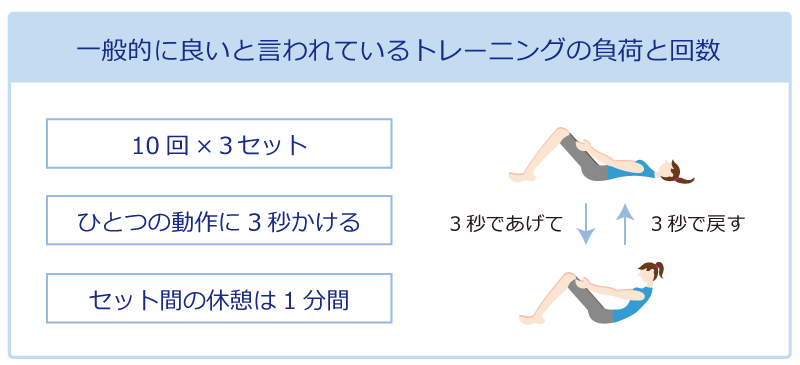 一般的に良いと言われているトレーニングの負荷と回数
10回×3セット
ひとつの動作に3秒かける
セット間の休憩は1分間
3秒であげて
3秒で戻す